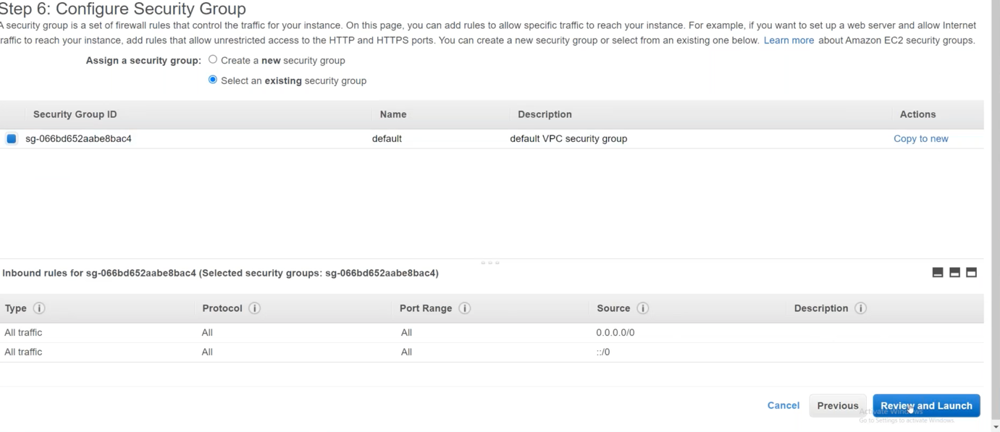 Step 6: Configure Security Group
A security group is a set of firewall rules that control the traffic for your instance. On this page, you can add rules to allow specific traffic to reach your instance. For example, if you want to set up a web server and allow Internet
raffic to reach your instance, add rules that allow unrestricted access to the HTTP and HTTPS ports. You can create a new security group or select from an existing one below. Learn more about Amazon EC2 security groups.
Assign a security group: Create a new security group
Select an existing security group
Security Group ID Name Description Actions
sg-066bd652aabe8bac4 default default VPC security group Copy to new
Inbound rules for sg-066bd652aabe8bac4 (Selected security groups: sg-066bd652aabe8bac4)
Type i Protocol i Port Range i Source i Description i
All traffic All All 0.0.0.0/0
All traffic All All ::/0
Cancel Previous Review and Launch
Activate Windows
Go to Settings to activate Windows.